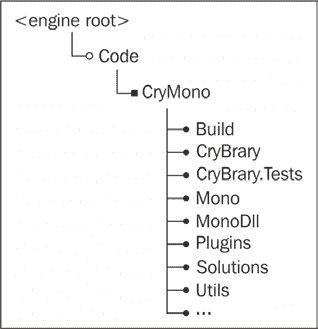 <engine root>
Code
CryMono
Build
CryBrary
CryBrary.Tests
Mono
MonoDll
Plugins
Solutions
Utils
...